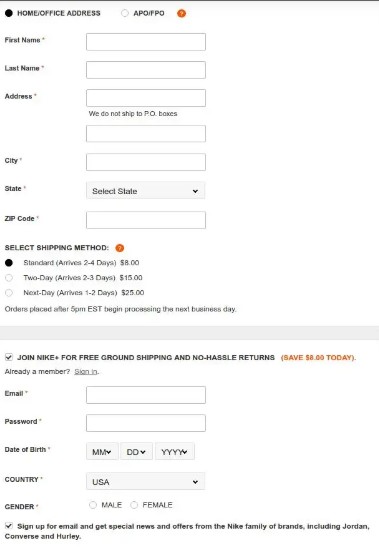 HOME/OFFICE ADDRESS APO/FPO ?
First Name *
Last Name *
Address *
We do not ship to P.O. boxes
City *
State * Select State
ZIP Code *
SELECT SHIPPING METHOD: ?
Standard (Arrives 2-4 Days) $8.00
Two-Day (Arrives 2-3 Days) $15.00
Next-Day (Arrives 1-2 Days) $25.00
Orders placed after 5pm EST begin processing the next business day.
JOIN NIKE+ FOR FREE GROUND SHIPPING AND NO-HASSLE RETURNS (SAVE $8.00 TODAY).
Already a member? Sign in.
Email *
Password *
Date of Birth * MM DD YYYY
COUNTRY * USA
GENDER * MALE FEMALE
Sign up for email and get special news and offers from the Nike family of brands, including Jordan,
Converse and Hurley.